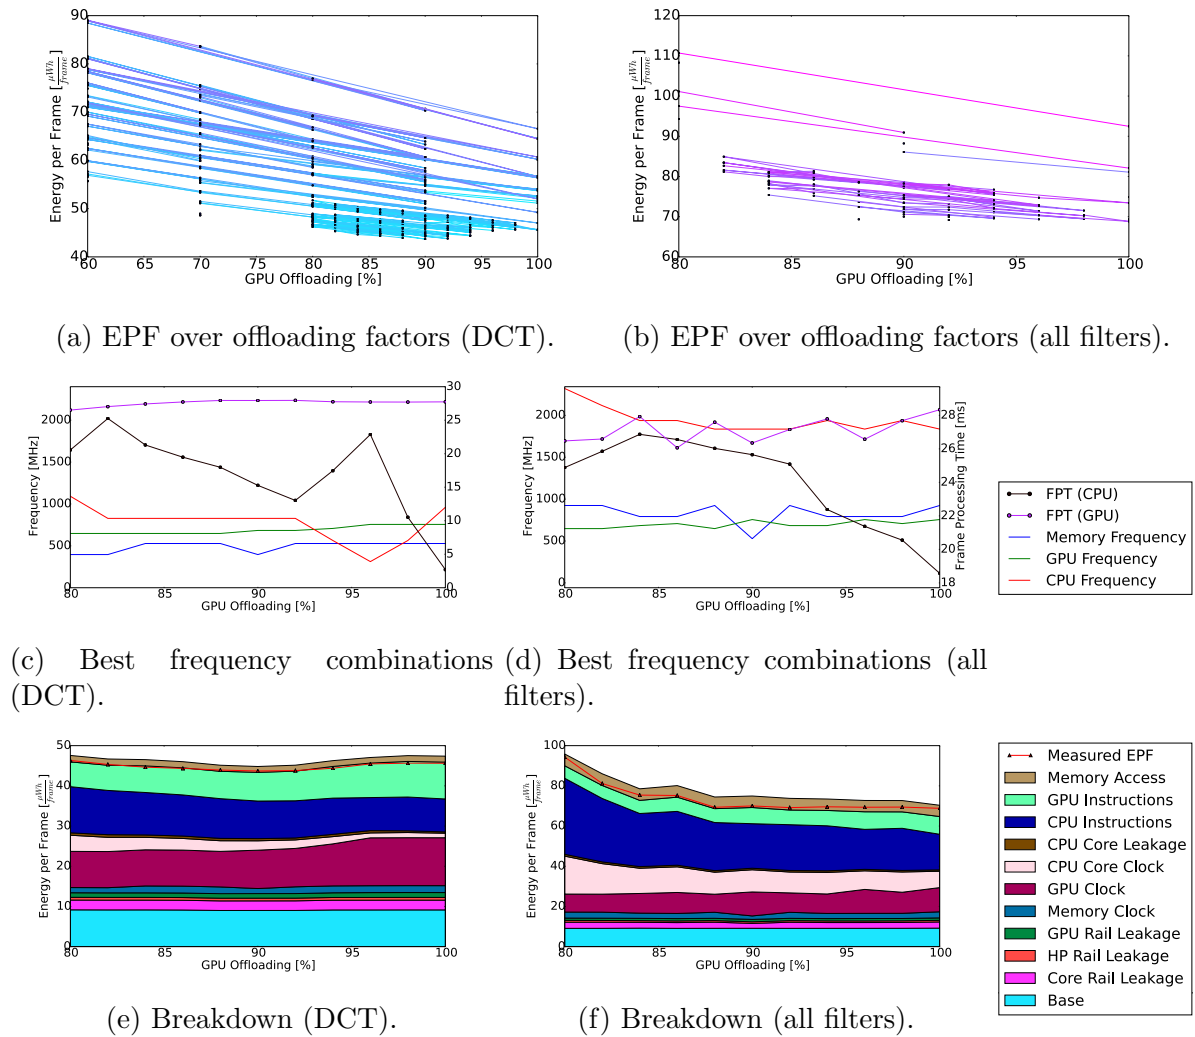 90
80
70
60
50
40
Energy per Frame [μWh/frame]
60 65 70 75 80 85 90 95 100
GPU Offloading [%]
120
110
100
90
80
70
60
Energy per Frame [μWh/frame]
80 85 90 95 100
GPU Offloading [%]
(a) EPF over offloading factors (DCT).
(b) EPF over offloading factors (all filters).
2000
1500
1000
500
0
Frequency [MHz]
30
25
20
15
10
5
0
80 85 90 95 100
GPU Offloading [%]
2000
1500
1000
500
0
Frequency [MHz]
28
26
24
22
20
18
Frame Processing Time [ms]
80 85 90 95 100
GPU Offloading [%]
FPT (CPU)
FPT (GPU)
Memory Frequency
GPU Frequency
CPU Frequency
(c) Best frequency combinations
(DCT).
(d) Best frequency combinations (all
filters).
50
40
30
20
10
0
Energy per Frame [μWh/frame]
80 85 90 95 100
GPU Offloading [%]
100
80
60
40
20
0
Energy per Frame [μWh/frame]
80 85 90 95 100
GPU Offloading [%]
Measured EPF
Memory Access
GPU Instructions
CPU Instructions
CPU Core Leakage
CPU Core Clock
GPU Clock
Memory Clock
GPU Rail Leakage
HP Rail Leakage
Core Rail Leakage
Base
(e) Breakdown (DCT).
(f) Breakdown (all filters).